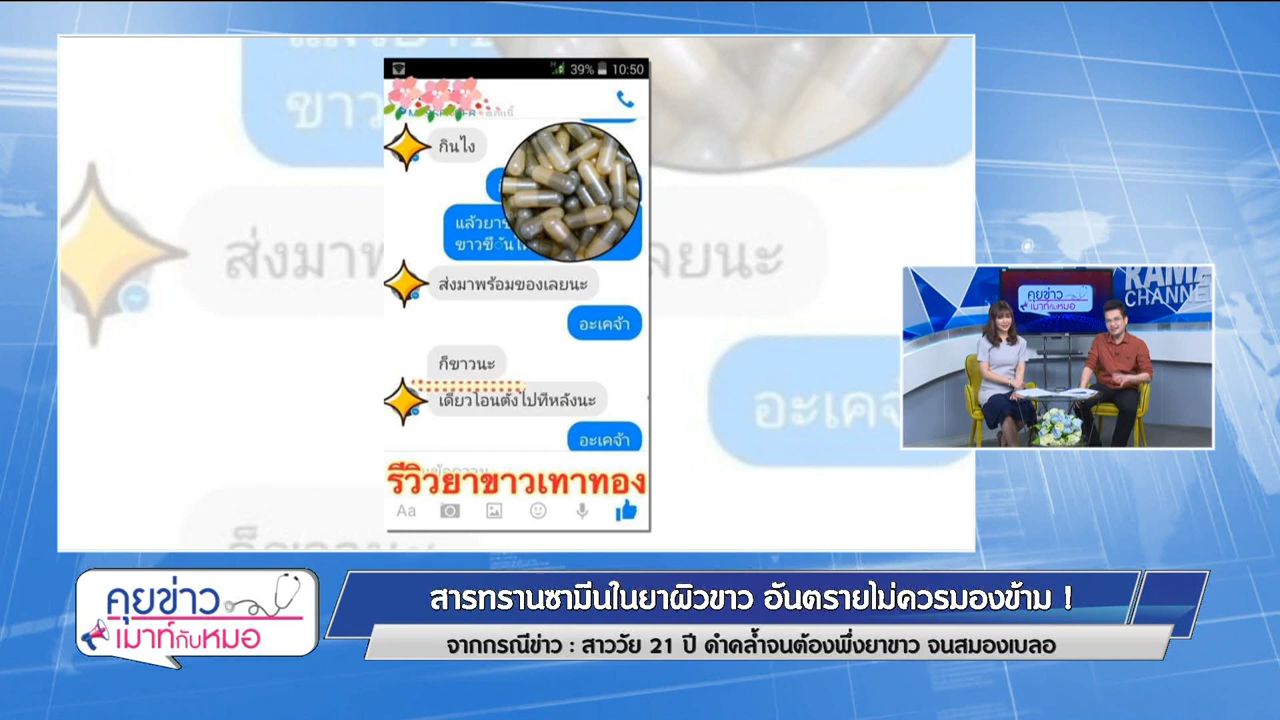 39% 10:50
กินไง
แล้วยา
ขาวขึ้น
ส่งมาพร้อมของเลยนะ
อะเคจ้า
ก็ขาวนะ
เดี๋ยวโอนตังไปทีหลังนะ
อะเคจ้า
รีวิวยาขาวเทาทอง
Aa
ขาว
ส่งมาพ
ลยนะ
อะเคจ้
คุยข่าว
เมาท์กับหมอ
RAMA
CHANNEL
คุยข่าว
เมาท์กับหมอ
สารทรานซามีนในยาผิวขาว อันตรายไม่ควรมองข้าม !
จากกรณีข่าว : สาววัย 21 ปี ดำคล้ำจนต้องพึ่งยาขาว จนสมองเบลอ